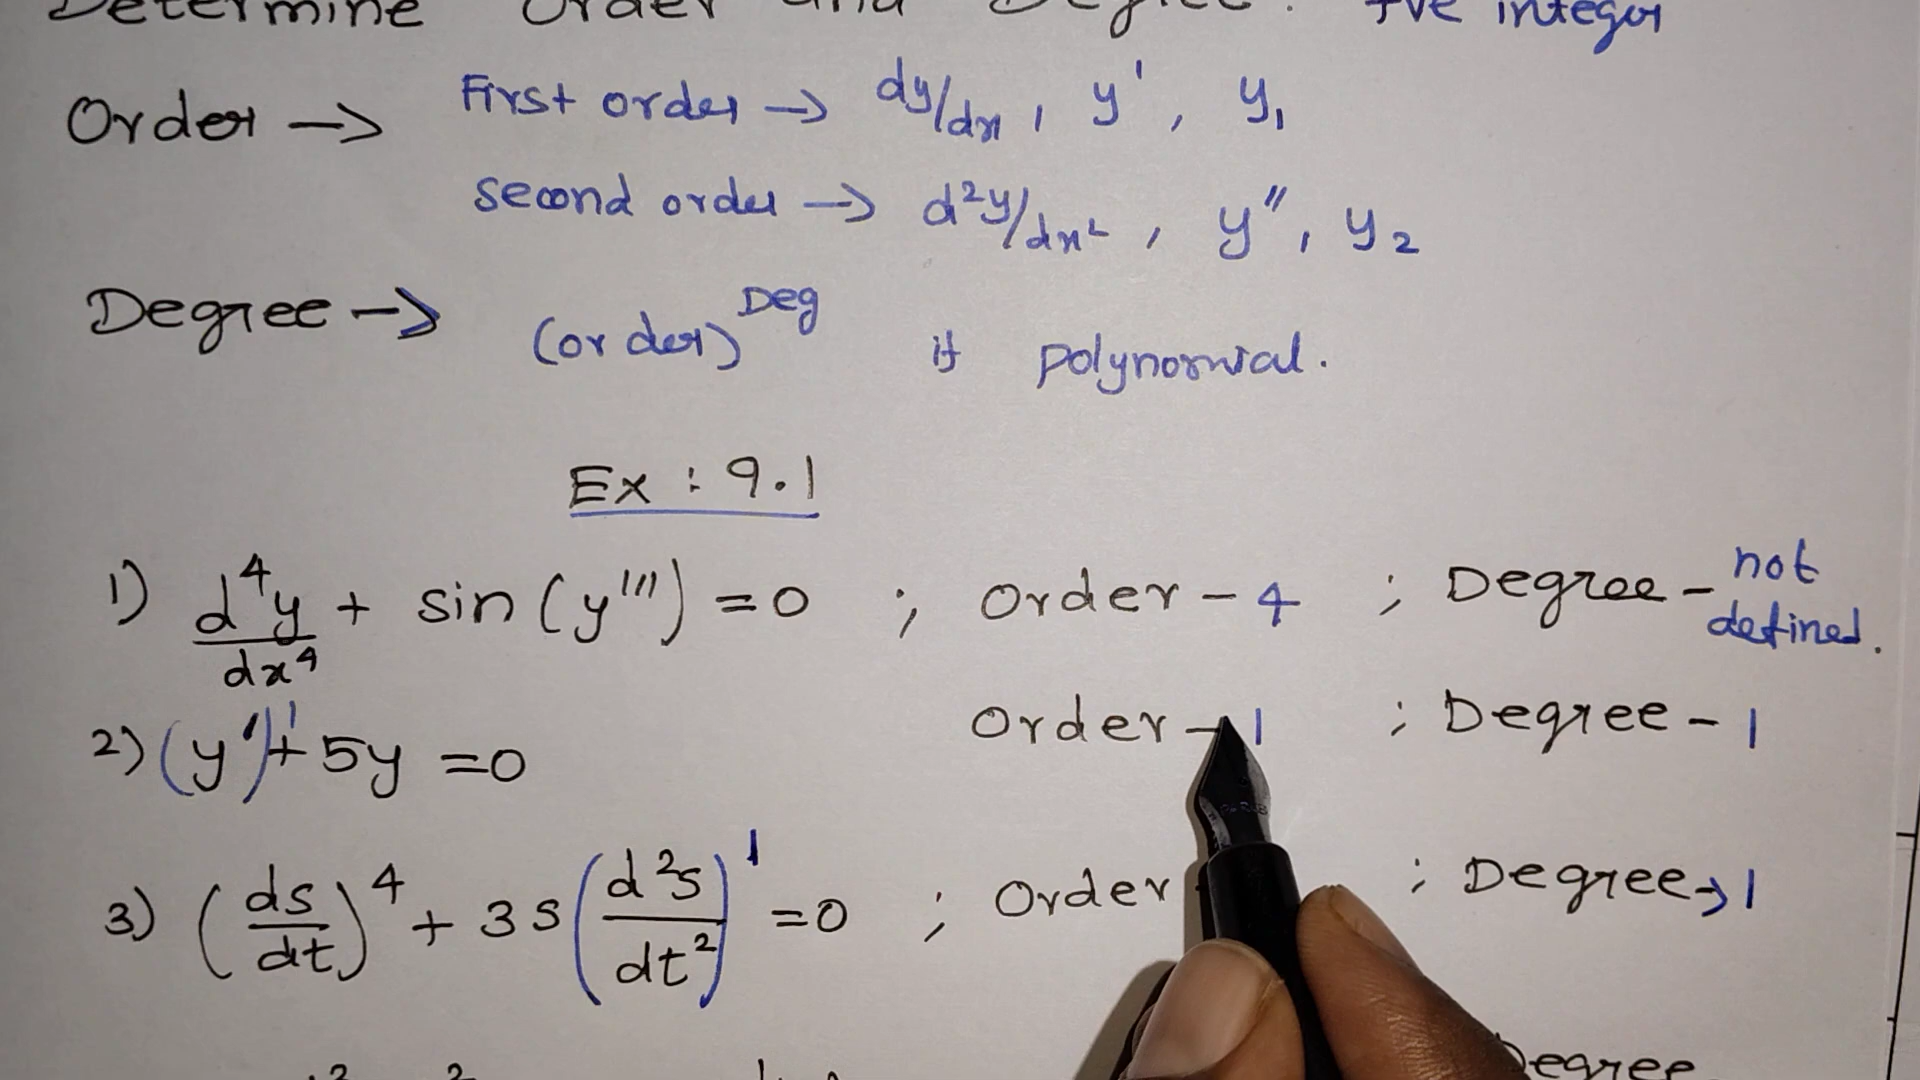 Determine Order and Degree. +ve integer
Order → First order → dy/dx, y', y₁
second order → d²y/dx², y'', y₂
Degree → (order)^Deg if polynomial.
Ex : 9.1
1) d⁴y/dx⁴ + sin(y''') = 0 ; Order - 4 ; Degree - not defined.
2) (y')¹ + 5y = 0 Order - 1 ; Degree - 1
3) (ds/dt)⁴ + 3s(d²s/dt²)¹ = 0 ; Order ; Degree → 1
Degree